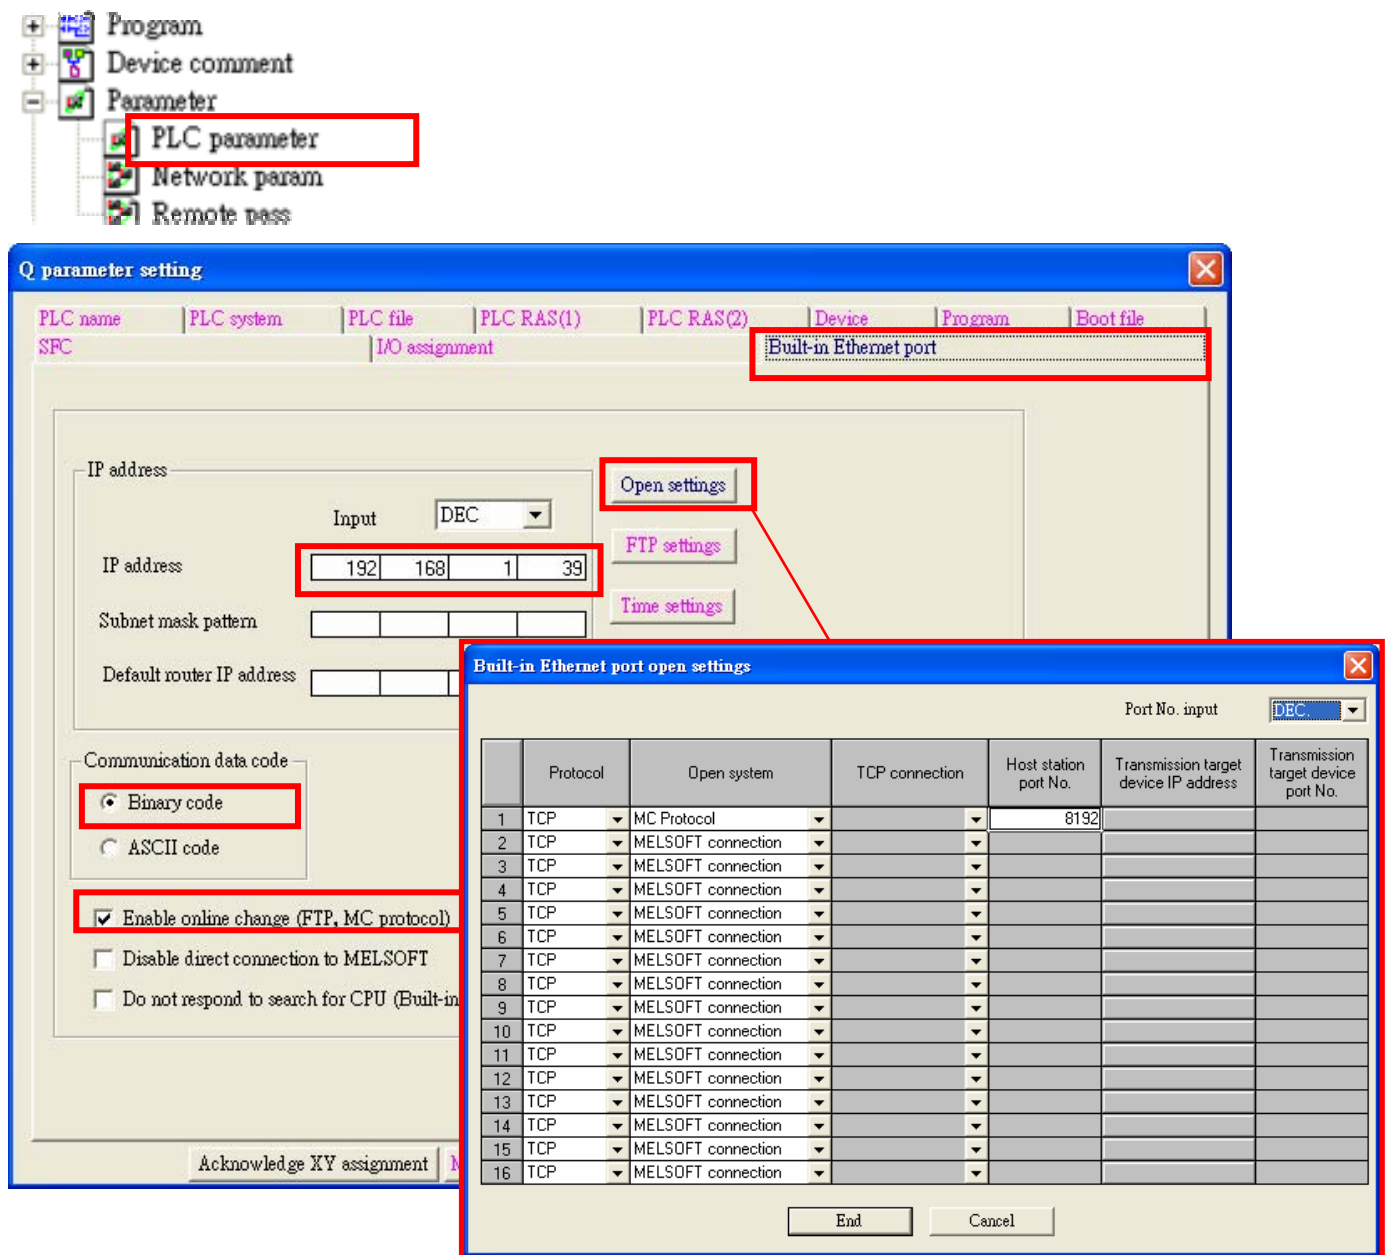 Program
Device comment
Parameter
PLC parameter
Network param
Remote pass
Q parameter setting
PLC name PLC system PLC file PLC RAS(1) PLC RAS(2) Device Program Boot file
SFC I/O assignment Built-in Ethernet port
IP address
Open settings
Input DEC
FTP settings
IP address 192 168 1 39
Time settings
Subnet mask pattern
Default router IP address
Communication data code
Binary code
ASCII code
Enable online change (FTP, MC protocol)
Disable direct connection to MELSOFT
Do not respond to search for CPU (Built-in
Acknowledge XY assignment
Built-in Ethernet port open settings
Port No. input DEC.
Protocol Open system TCP connection Host station port No. Transmission target device IP address Transmission target device port No.
1 TCP MC Protocol 8192
2 TCP MELSOFT connection
3 TCP MELSOFT connection
4 TCP MELSOFT connection
5 TCP MELSOFT connection
6 TCP MELSOFT connection
7 TCP MELSOFT connection
8 TCP MELSOFT connection
9 TCP MELSOFT connection
10 TCP MELSOFT connection
11 TCP MELSOFT connection
12 TCP MELSOFT connection
13 TCP MELSOFT connection
14 TCP MELSOFT connection
15 TCP MELSOFT connection
16 TCP MELSOFT connection
End Cancel